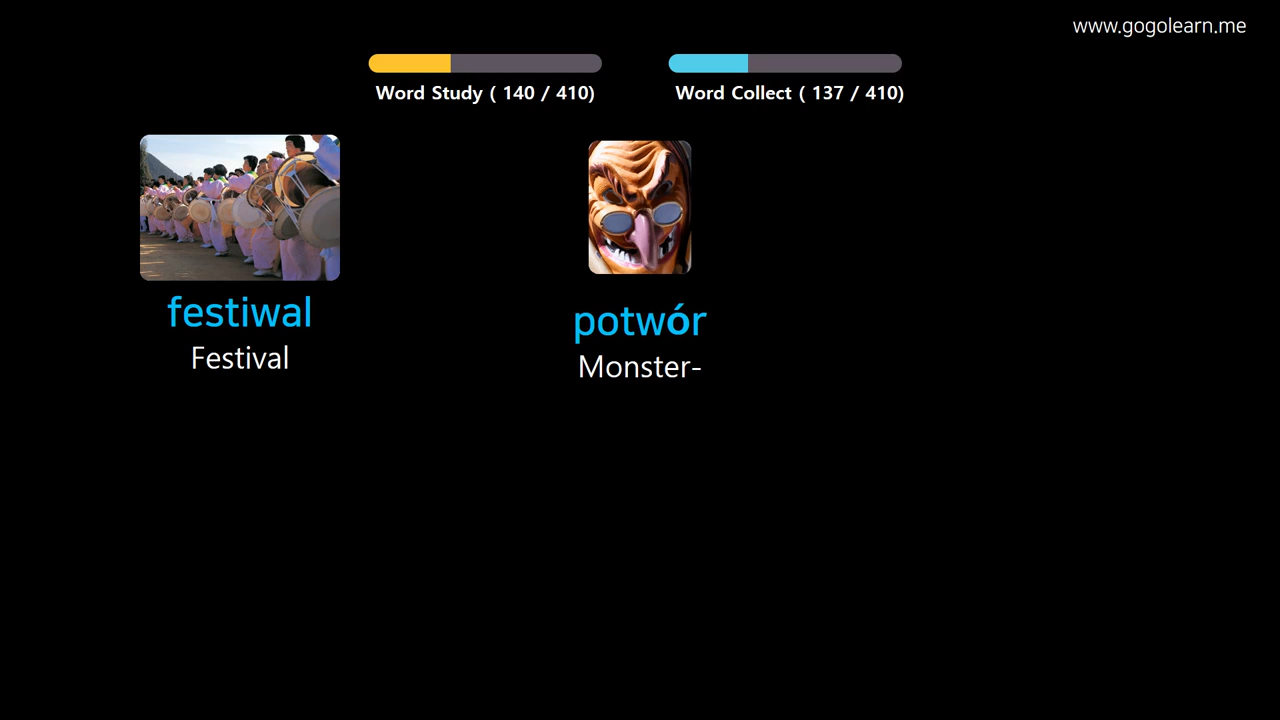 www.gogolearn.me
Word Study ( 140 / 410)
Word Collect ( 137 / 410)
festiwal
Festival
potwór
Monster-